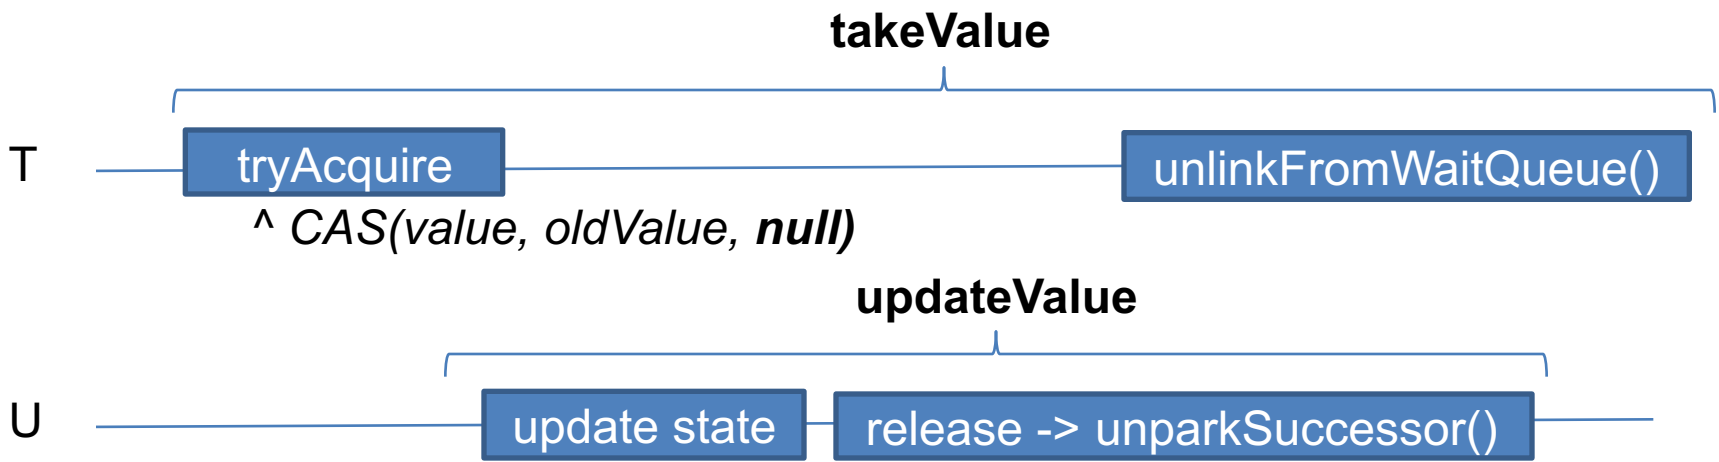 takeValue
T tryAcquire unlinkFromWaitQueue()
^ CAS(value, oldValue, null)
updateValue
U update state release -> unparkSuccessor()